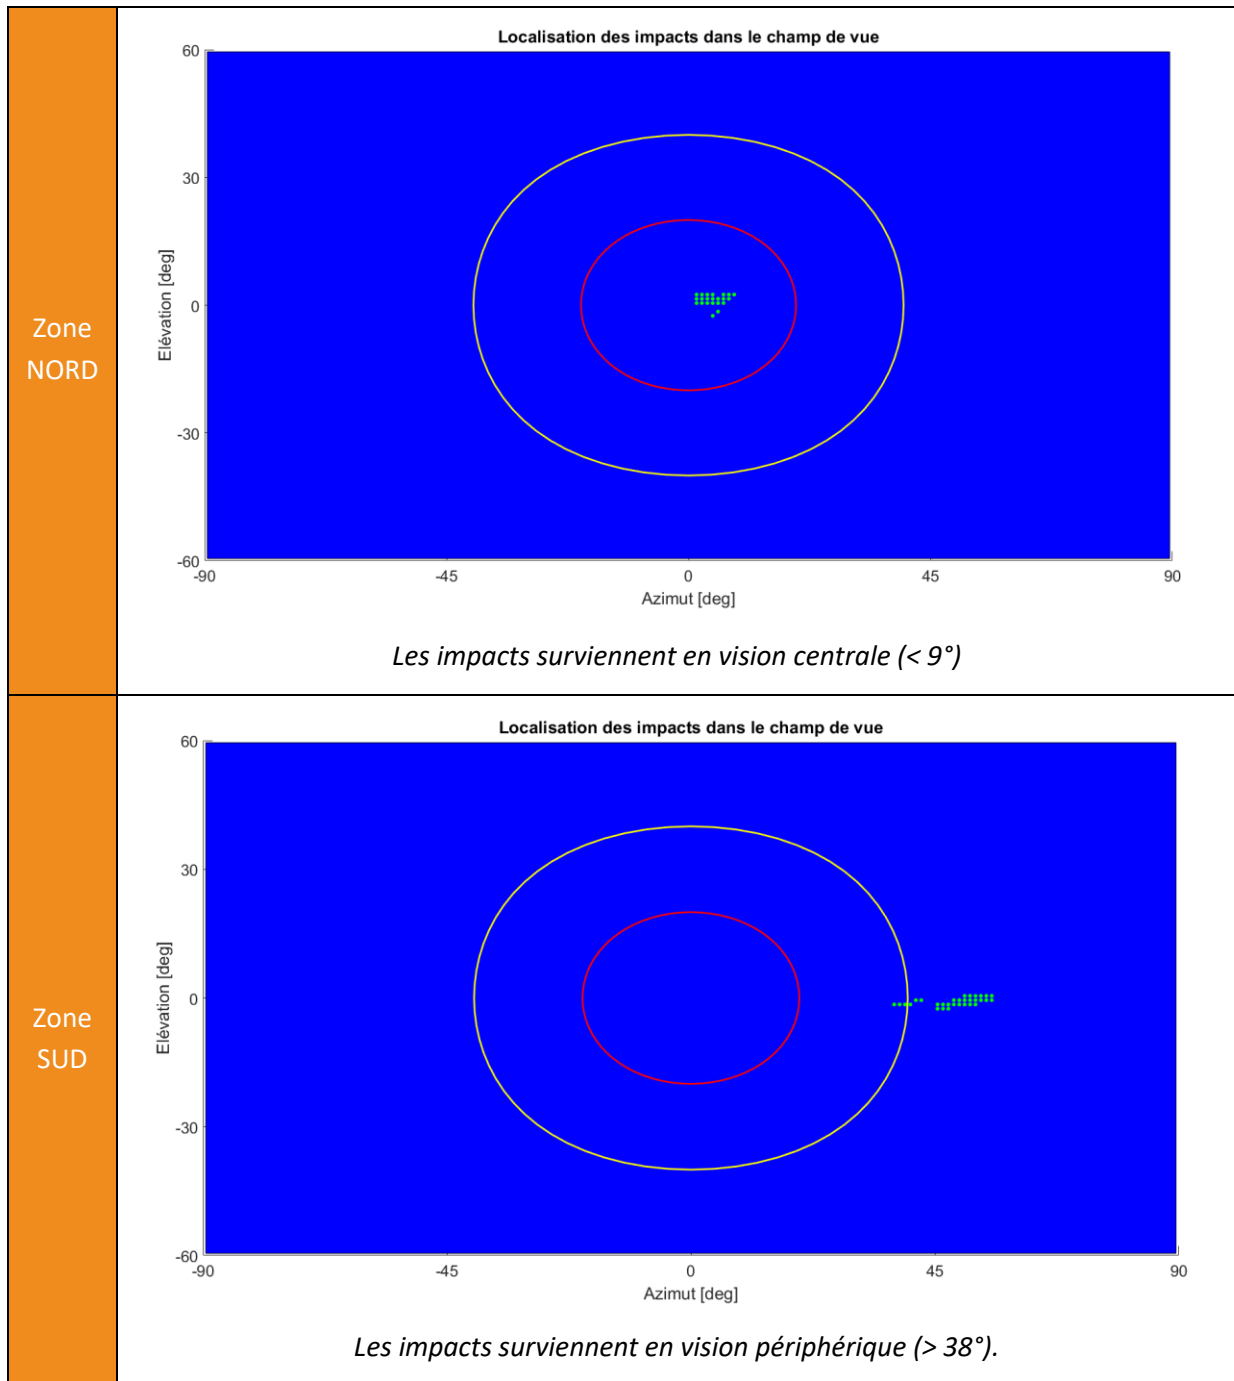 Zone
NORD
Localisation des impacts dans le champ de vue
60
30
0
-30
-60
Elévation [deg]
-90
-45
0
45
90
Azimut [deg]
Les impacts surviennent en vision centrale (< 9°)
Zone
SUD
Localisation des impacts dans le champ de vue
60
30
0
-30
-60
Elévation [deg]
-90
-45
0
45
90
Azimut [deg]
Les impacts surviennent en vision périphérique (> 38°).